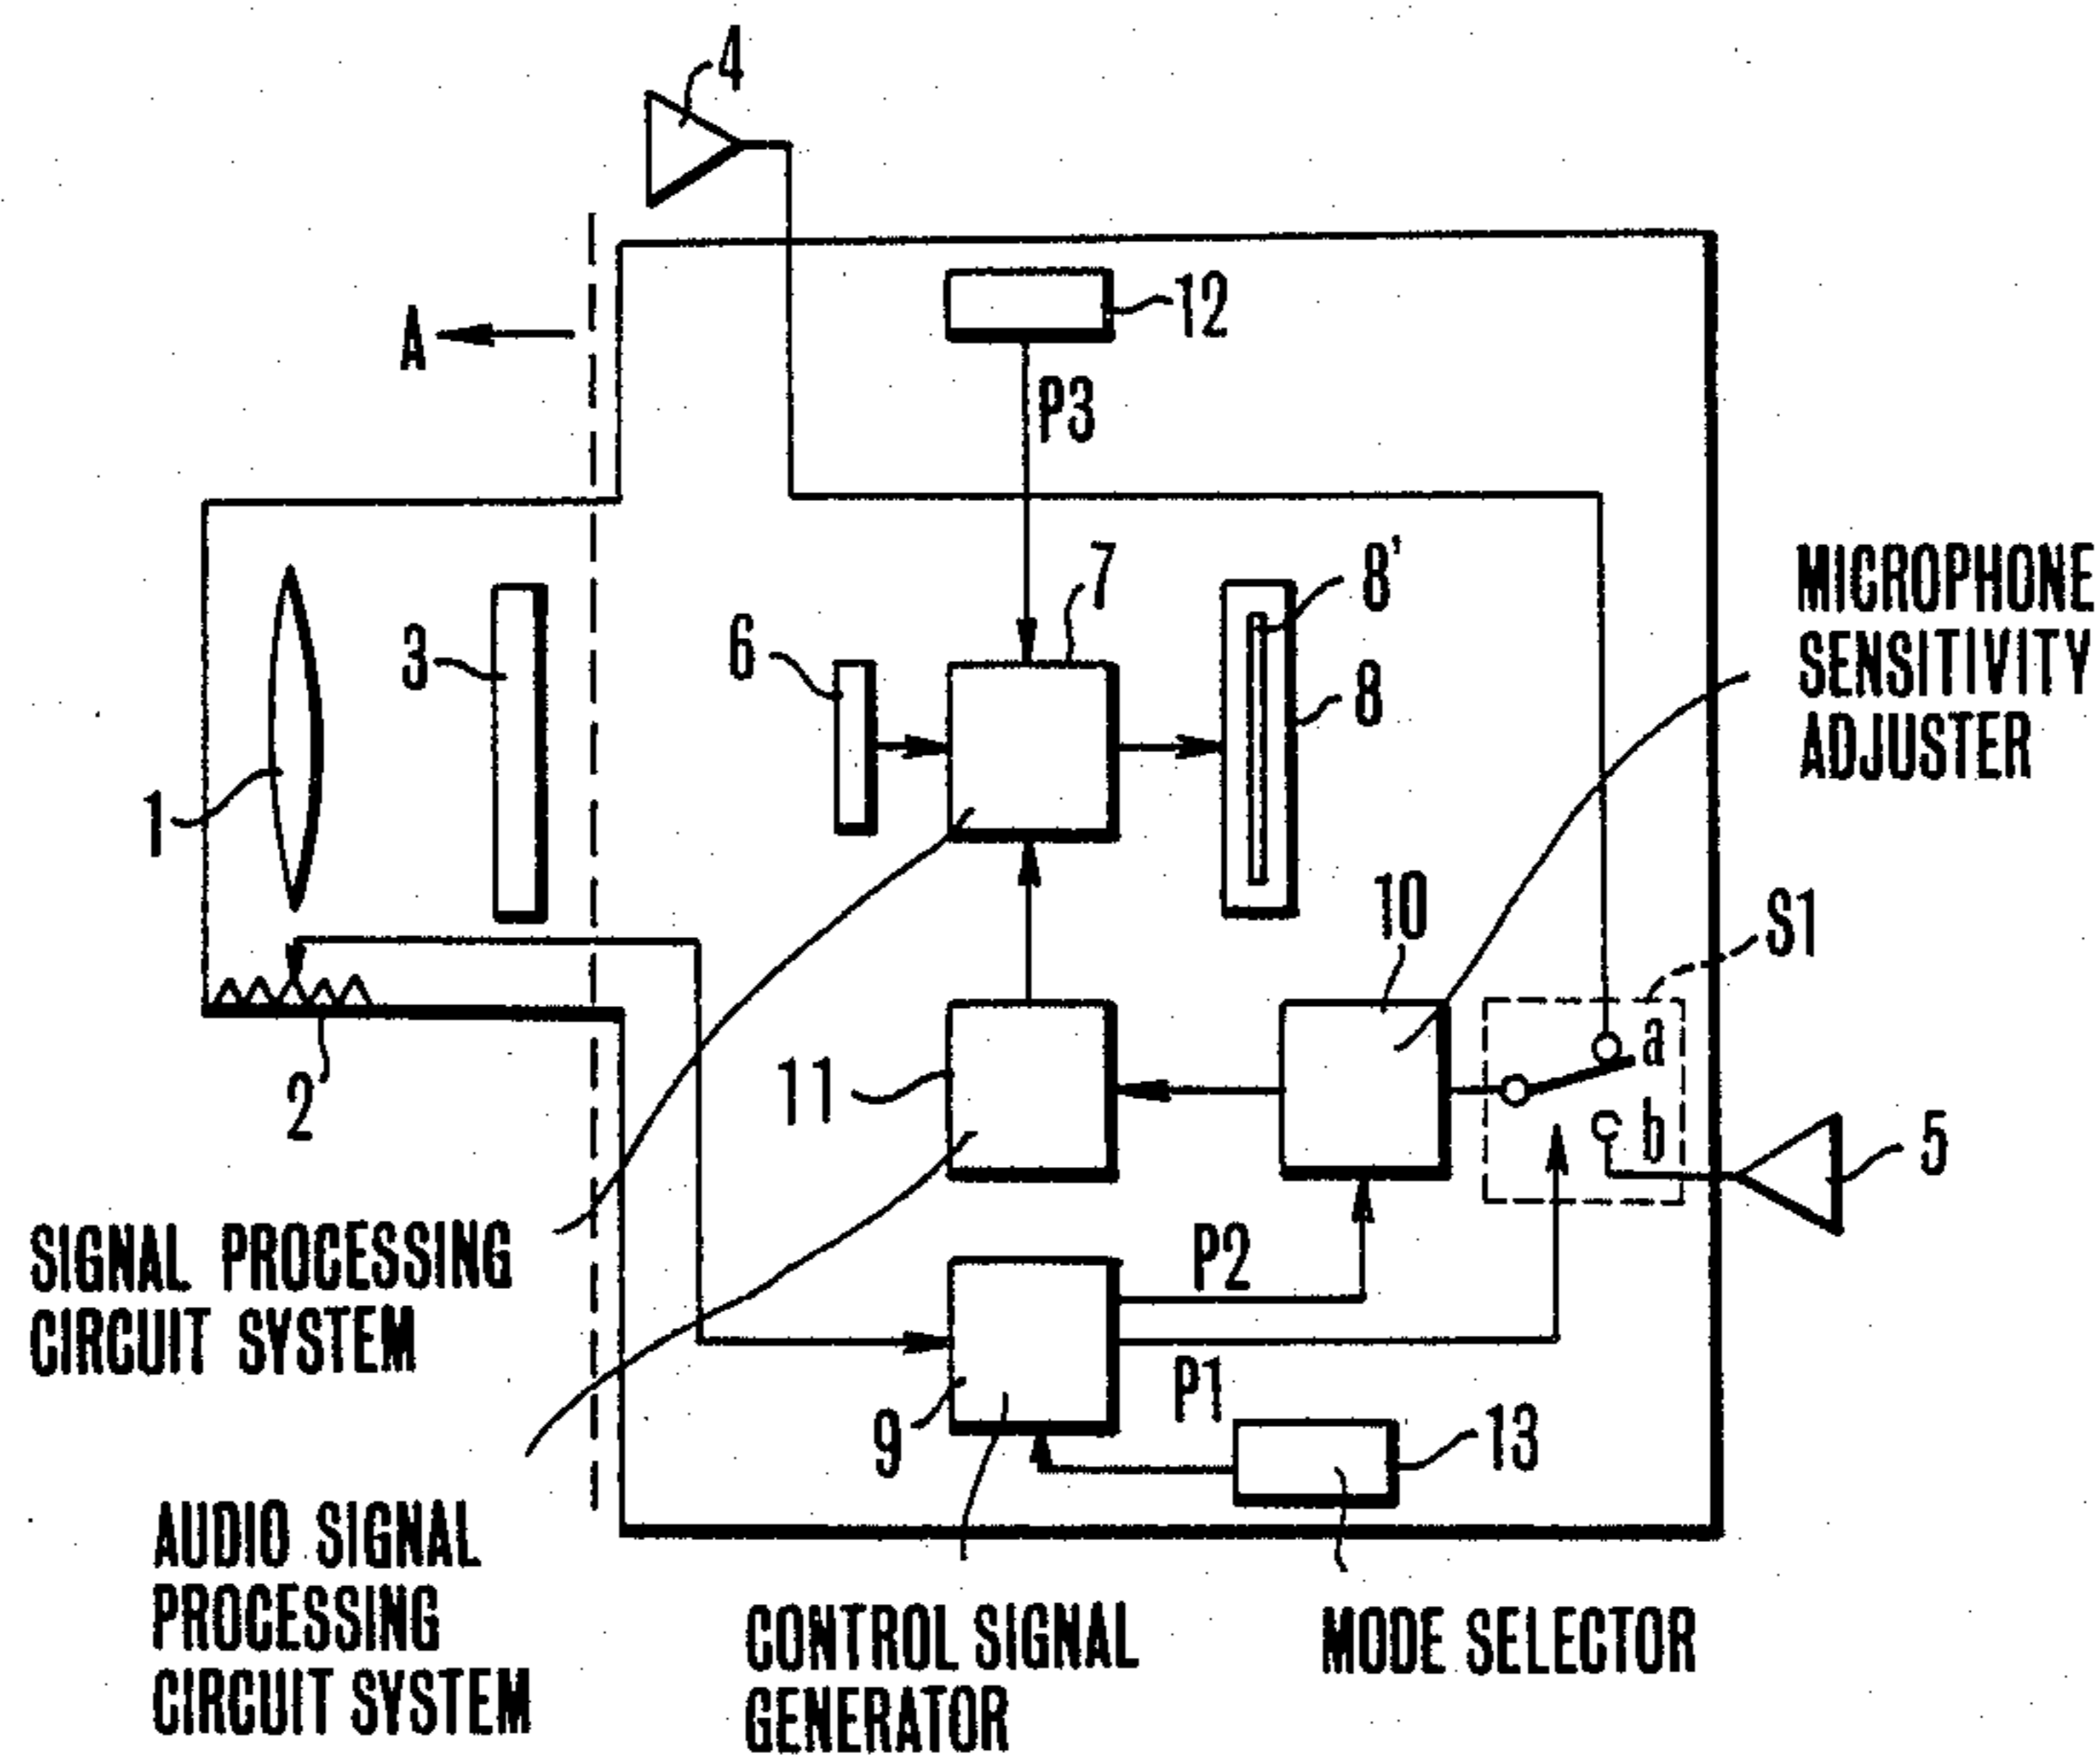 4
12
A
P3
7
8'
MICROPHONE
SENSITIVITY
ADJUSTER
6
3
8
1
10
S1
a
11
2
b
5
SIGNAL PROCESSING
CIRCUIT SYSTEM
P2
P1
9
13
AUDIO SIGNAL
PROCESSING
CIRCUIT SYSTEM
CONTROL SIGNAL
GENERATOR
MODE SELECTOR